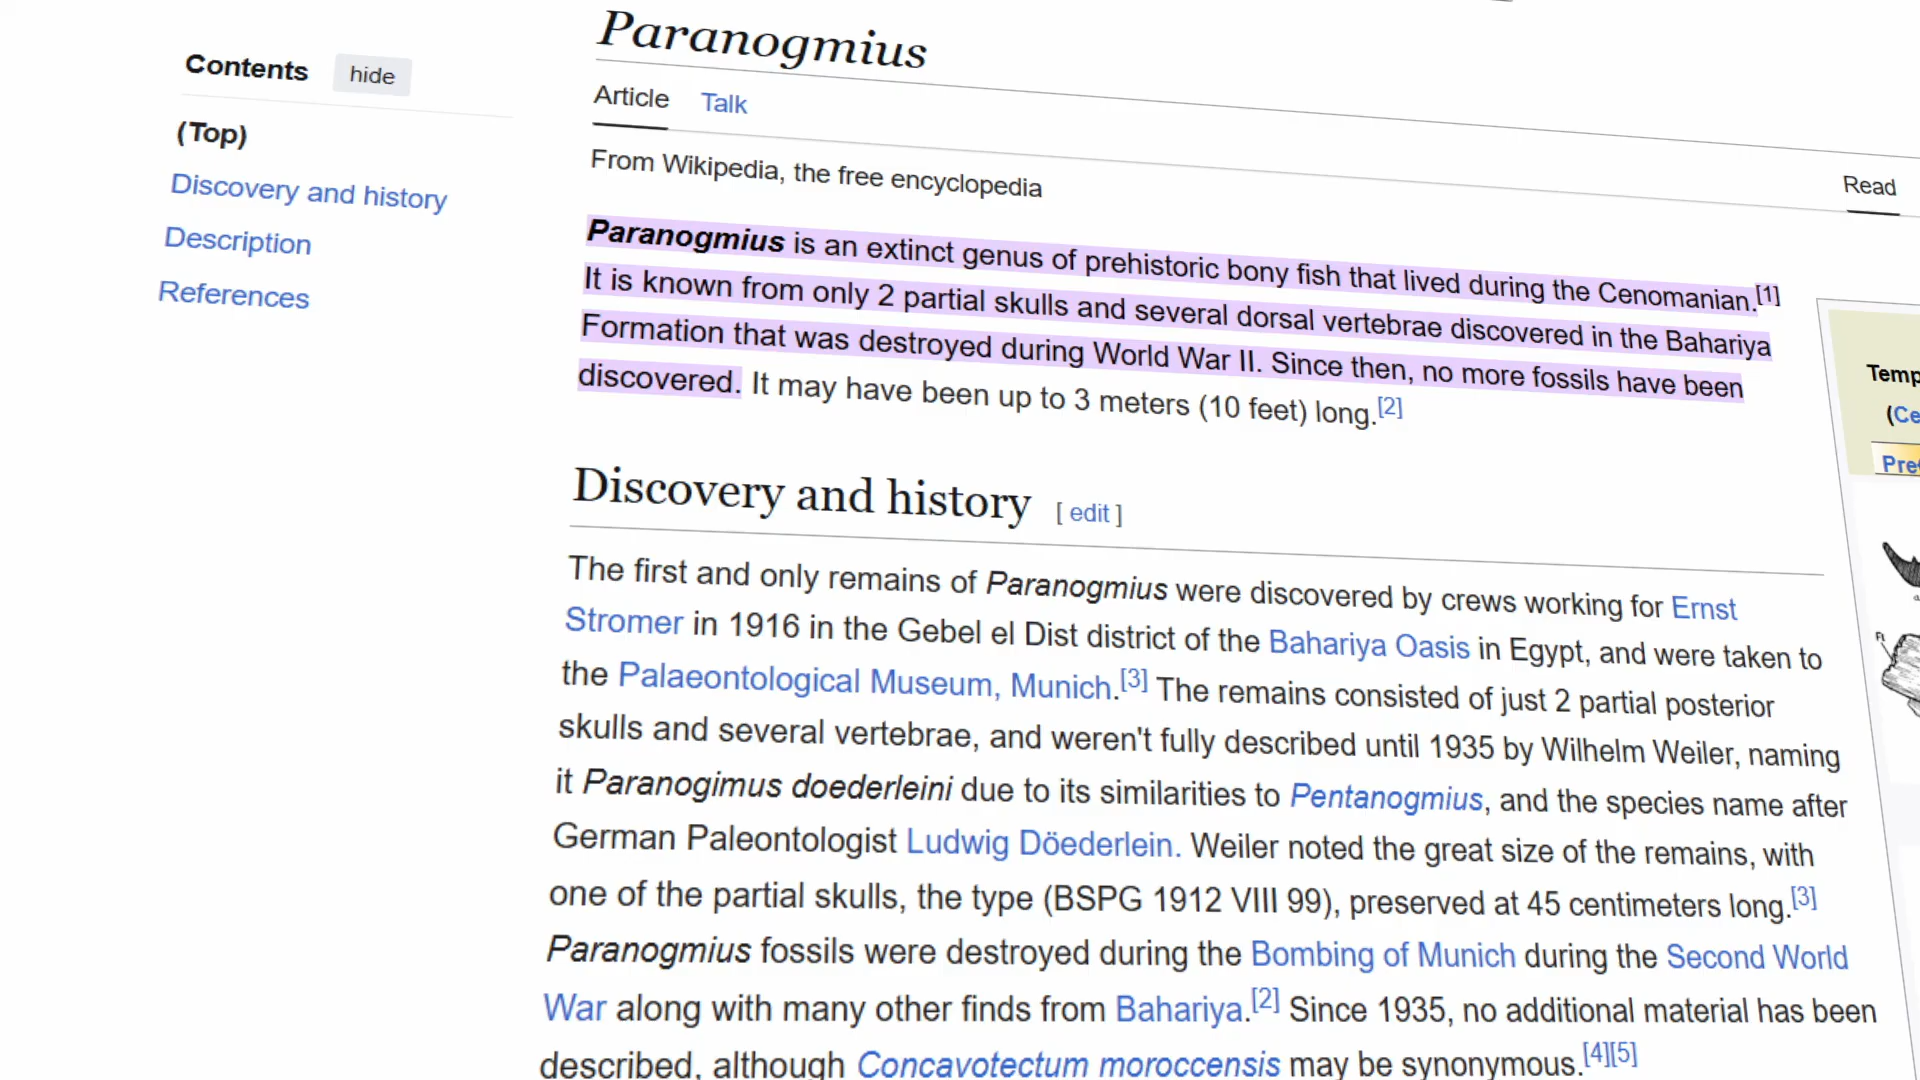 Paranogmius
Contents
hide
Article
Talk
(Top)
From Wikipedia, the free encyclopedia
Read
Discovery and history
Description
References
Paranogmius is an extinct genus of prehistoric bony fish that lived during the Cenomanian.[1]
It is known from only 2 partial skulls and several dorsal vertebrae discovered in the Bahariya
Formation that was destroyed during World War II. Since then, no more fossils have been
discovered. It may have been up to 3 meters (10 feet) long.[2]
Temp
(Ce
Pre
Discovery and history [ edit ]
The first and only remains of Paranogmius were discovered by crews working for Ernst
Stromer in 1916 in the Gebel el Dist district of the Bahariya Oasis in Egypt, and were taken to
the Palaeontological Museum, Munich.[3] The remains consisted of just 2 partial posterior
skulls and several vertebrae, and weren't fully described until 1935 by Wilhelm Weiler, naming
it Paranogimus doederleini due to its similarities to Pentanogmius, and the species name after
German Paleontologist Ludwig Döederlein. Weiler noted the great size of the remains, with
one of the partial skulls, the type (BSPG 1912 VIII 99), preserved at 45 centimeters long.[3]
Paranogmius fossils were destroyed during the Bombing of Munich during the Second World
War along with many other finds from Bahariya.[2] Since 1935, no additional material has been
described, although Concavotectum moroccensis may be synonymous.[4][5]